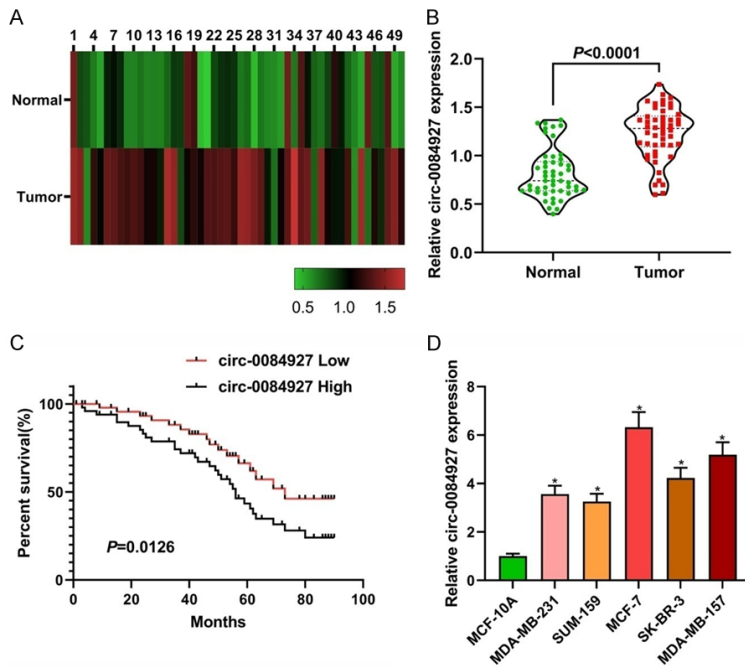 A
1 4 7 10 13 16 19 22 25 28 31 34 37 40 43 46 49
Normal
Tumor
0.5 1.0 1.5
B
P<0.0001
Relative circ-0084927 expression
2.0
1.5
1.0
0.5
0.0
Normal Tumor
C
circ-0084927 Low
circ-0084927 High
Percent survival(%)
100
50
0
P=0.0126
0 20 40 60 80 100
Months
D
Relative circ-0084927 expression
8
6
4
2
0
* * * * *
MCF-10A
MDA-MB-231
SUM-159
MCF-7
SK-BR-3
MDA-MB-157